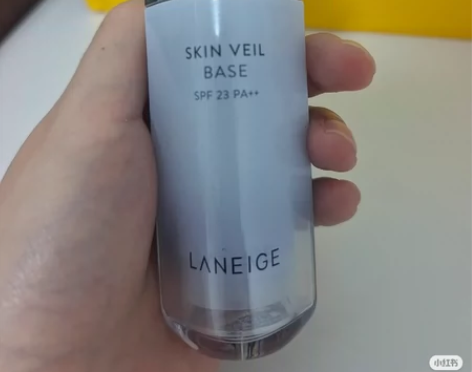 SKIN VEIL
BASE
SPF 23 PA++
LANEIGE
小红书